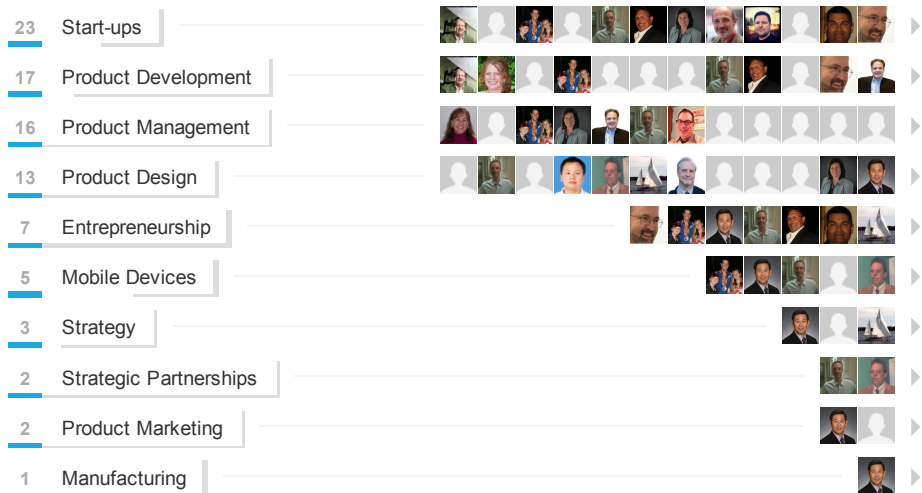 23 Start-ups
17 Product Development
16 Product Management
13 Product Design
7 Entrepreneurship
5 Mobile Devices
3 Strategy
2 Strategic Partnerships
2 Product Marketing
1 Manufacturing